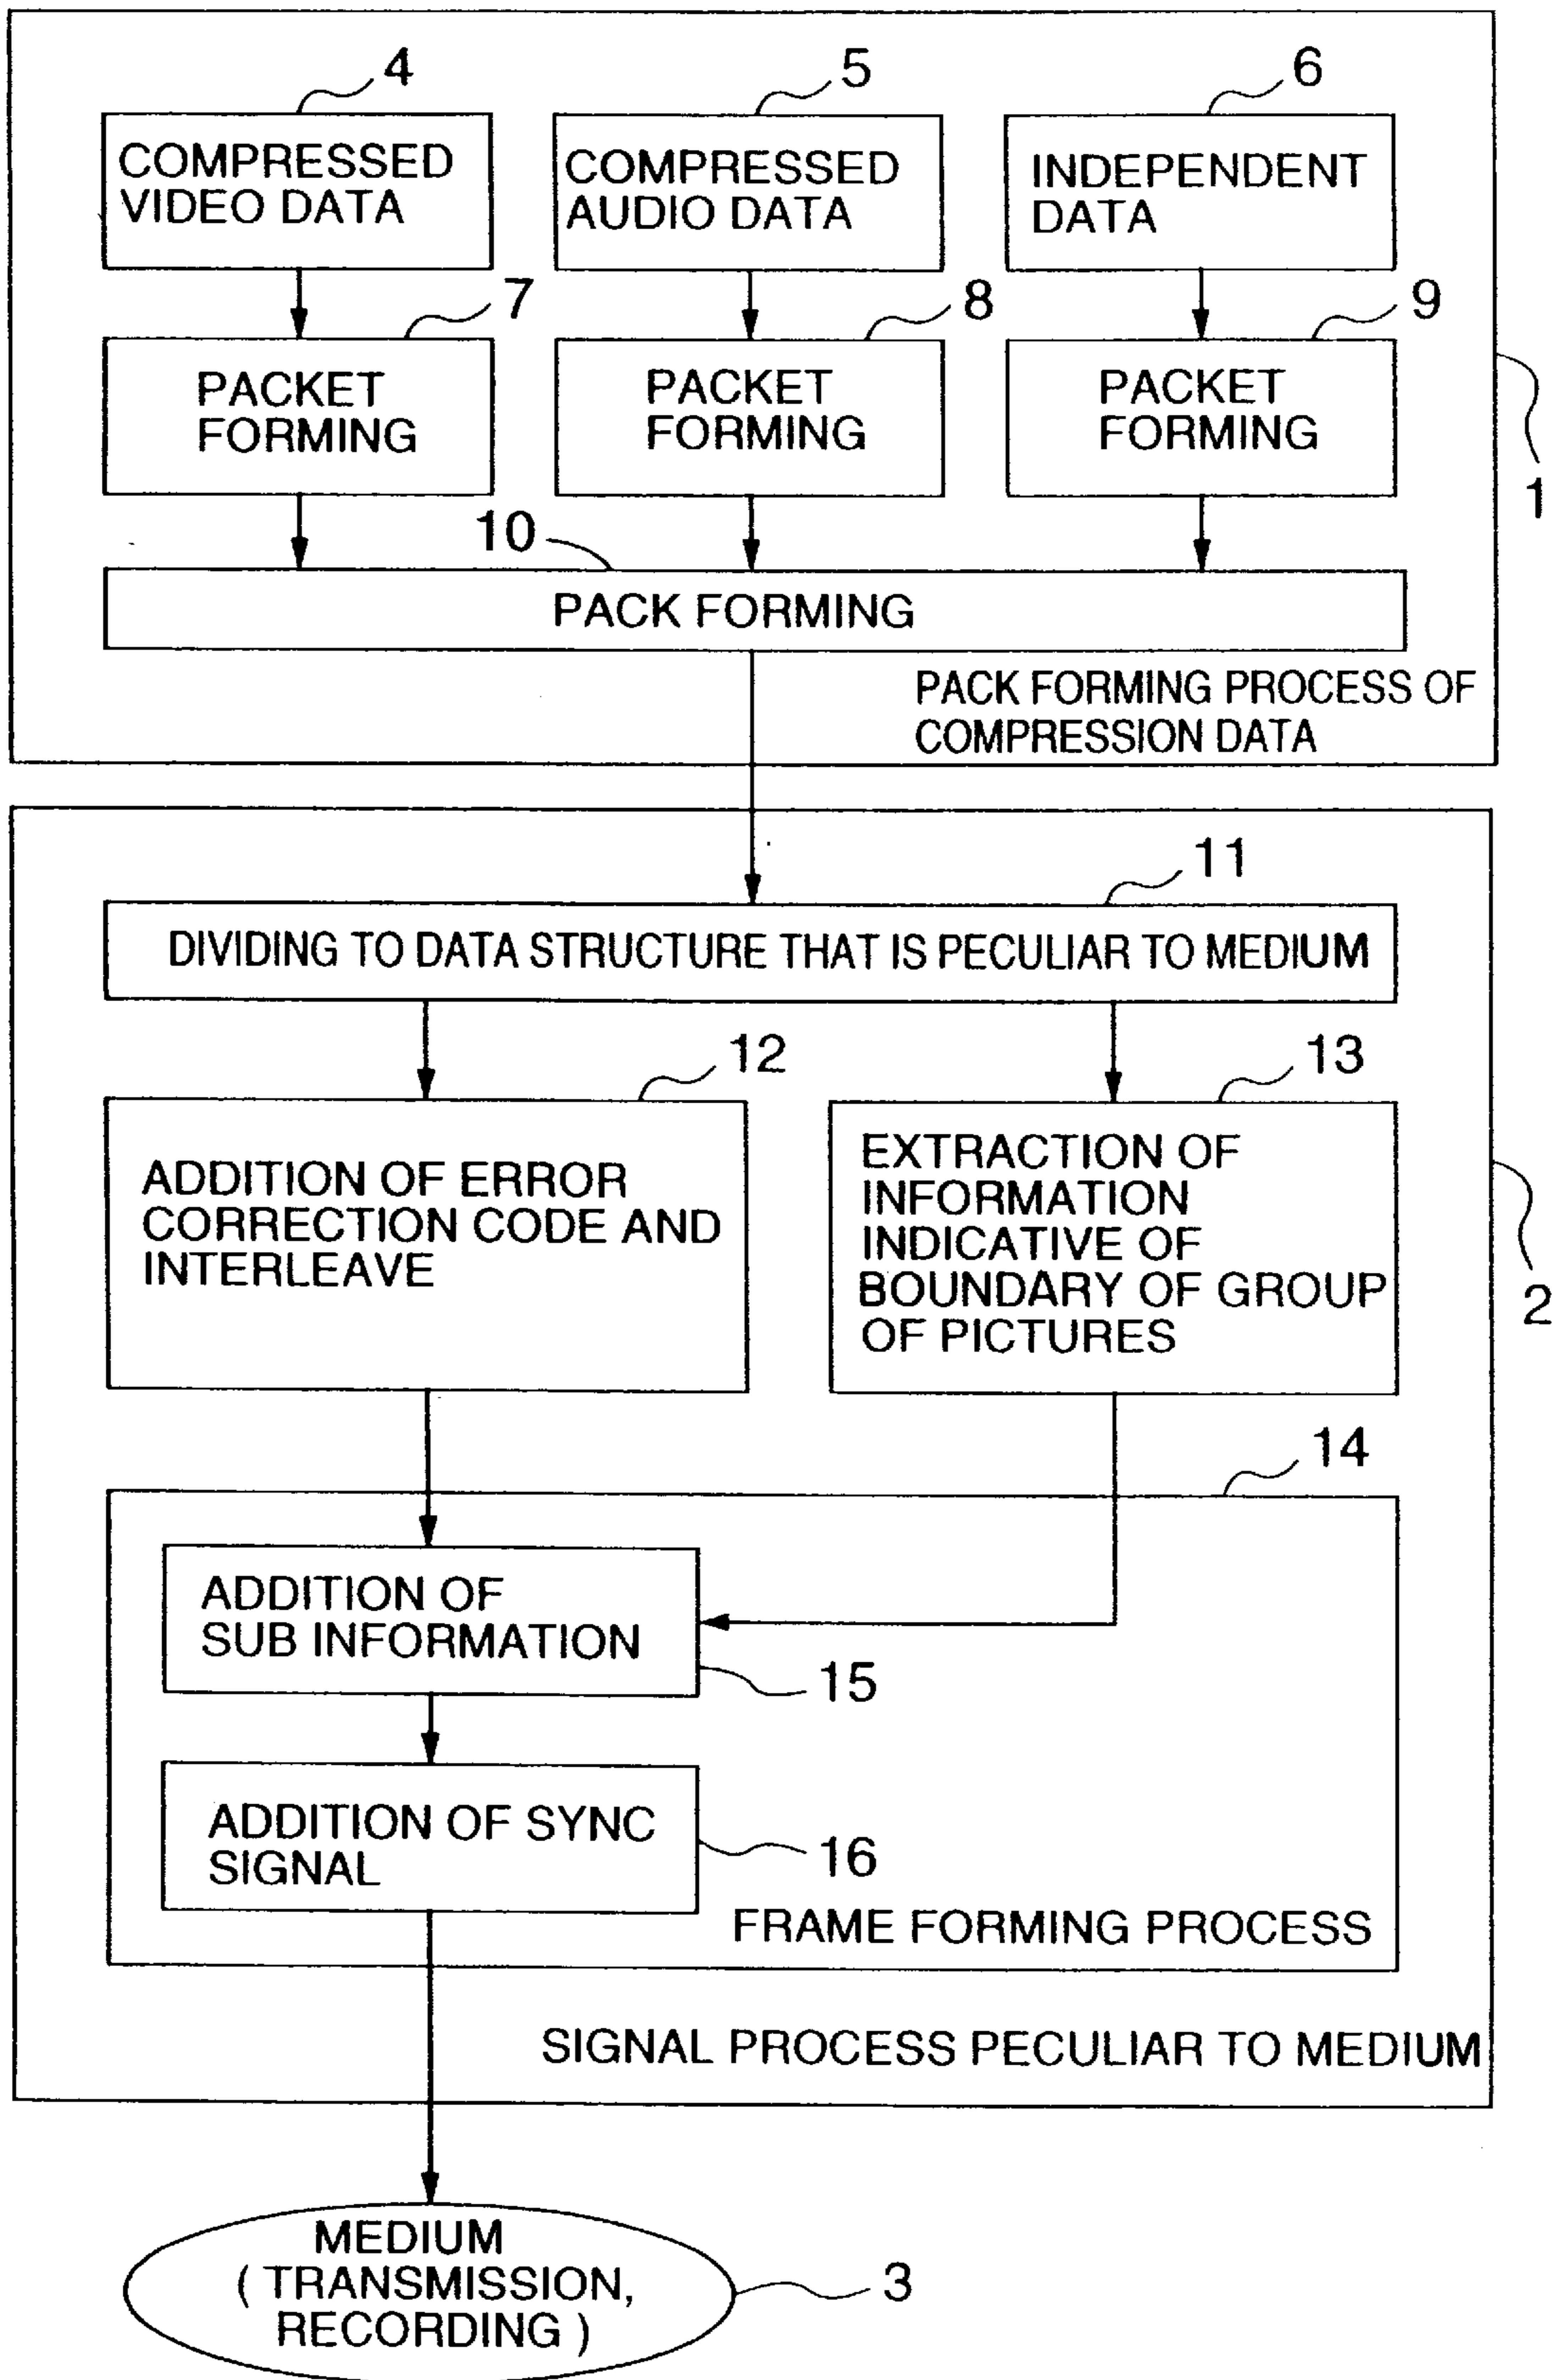 4
5
6
COMPRESSED
VIDEO DATA
COMPRESSED
AUDIO DATA
INDEPENDENT
DATA
7
8
9
PACKET
FORMING
PACKET
FORMING
PACKET
FORMING
1
10
PACK FORMING
PACK FORMING PROCESS OF
COMPRESSION DATA
11
DIVIDING TO DATA STRUCTURE THAT IS PECULIAR TO MEDIUM
12
13
ADDITION OF ERROR
CORRECTION CODE AND
INTERLEAVE
EXTRACTION OF
INFORMATION
INDICATIVE OF
BOUNDARY OF GROUP
OF PICTURES
2
14
ADDITION OF
SUB INFORMATION
15
ADDITION OF SYNC
SIGNAL
16
FRAME FORMING PROCESS
SIGNAL PROCESS PECULIAR TO MEDIUM
MEDIUM
( TRANSMISSION,
RECORDING )
3